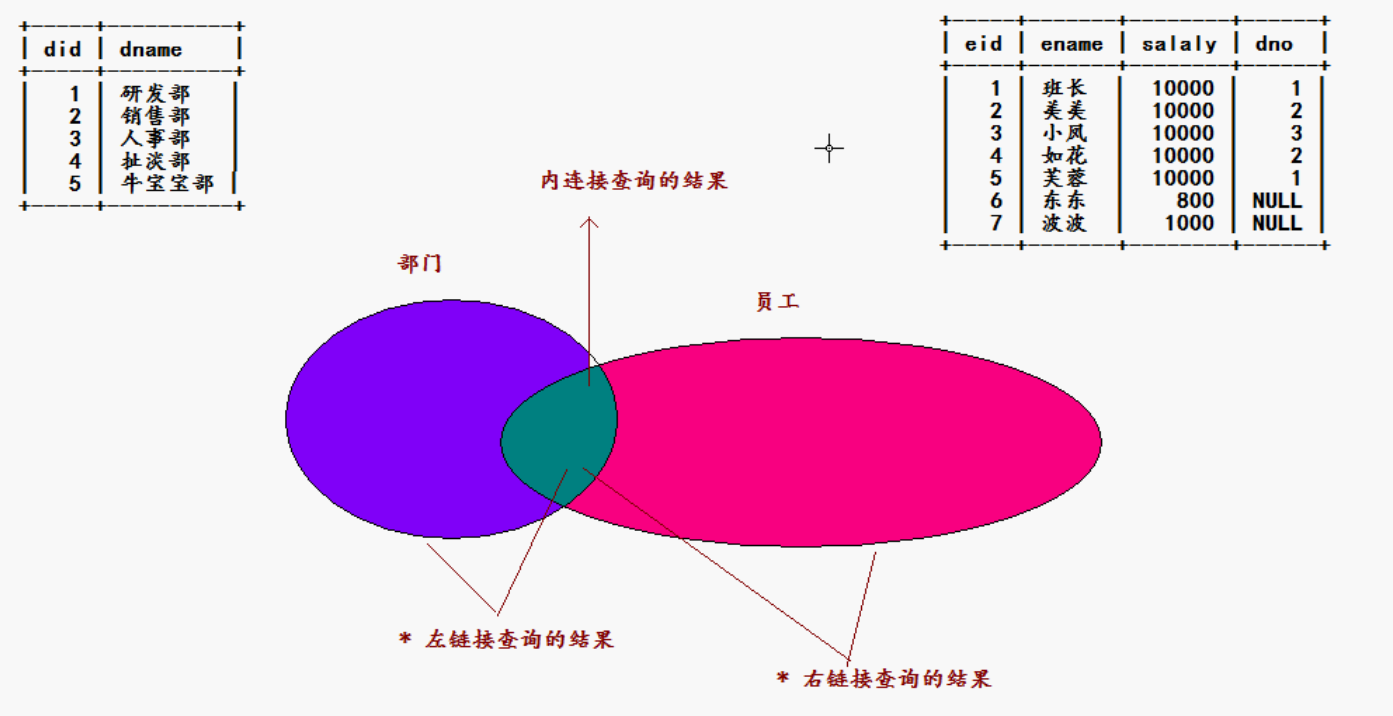 did dname
1 研发部
2 销售部
3 人事部
4 扯淡部
5 牛宝宝部
eid ename salaly dno
1 班长 10000 1
2 美美 10000 2
3 小凤 10000 3
4 如花 10000 2
5 芙蓉 10000 1
6 东东 800 NULL
7 波波 1000 NULL
内连接查询的结果
部门
员工
* 左链接查询的结果
* 右链接查询的结果